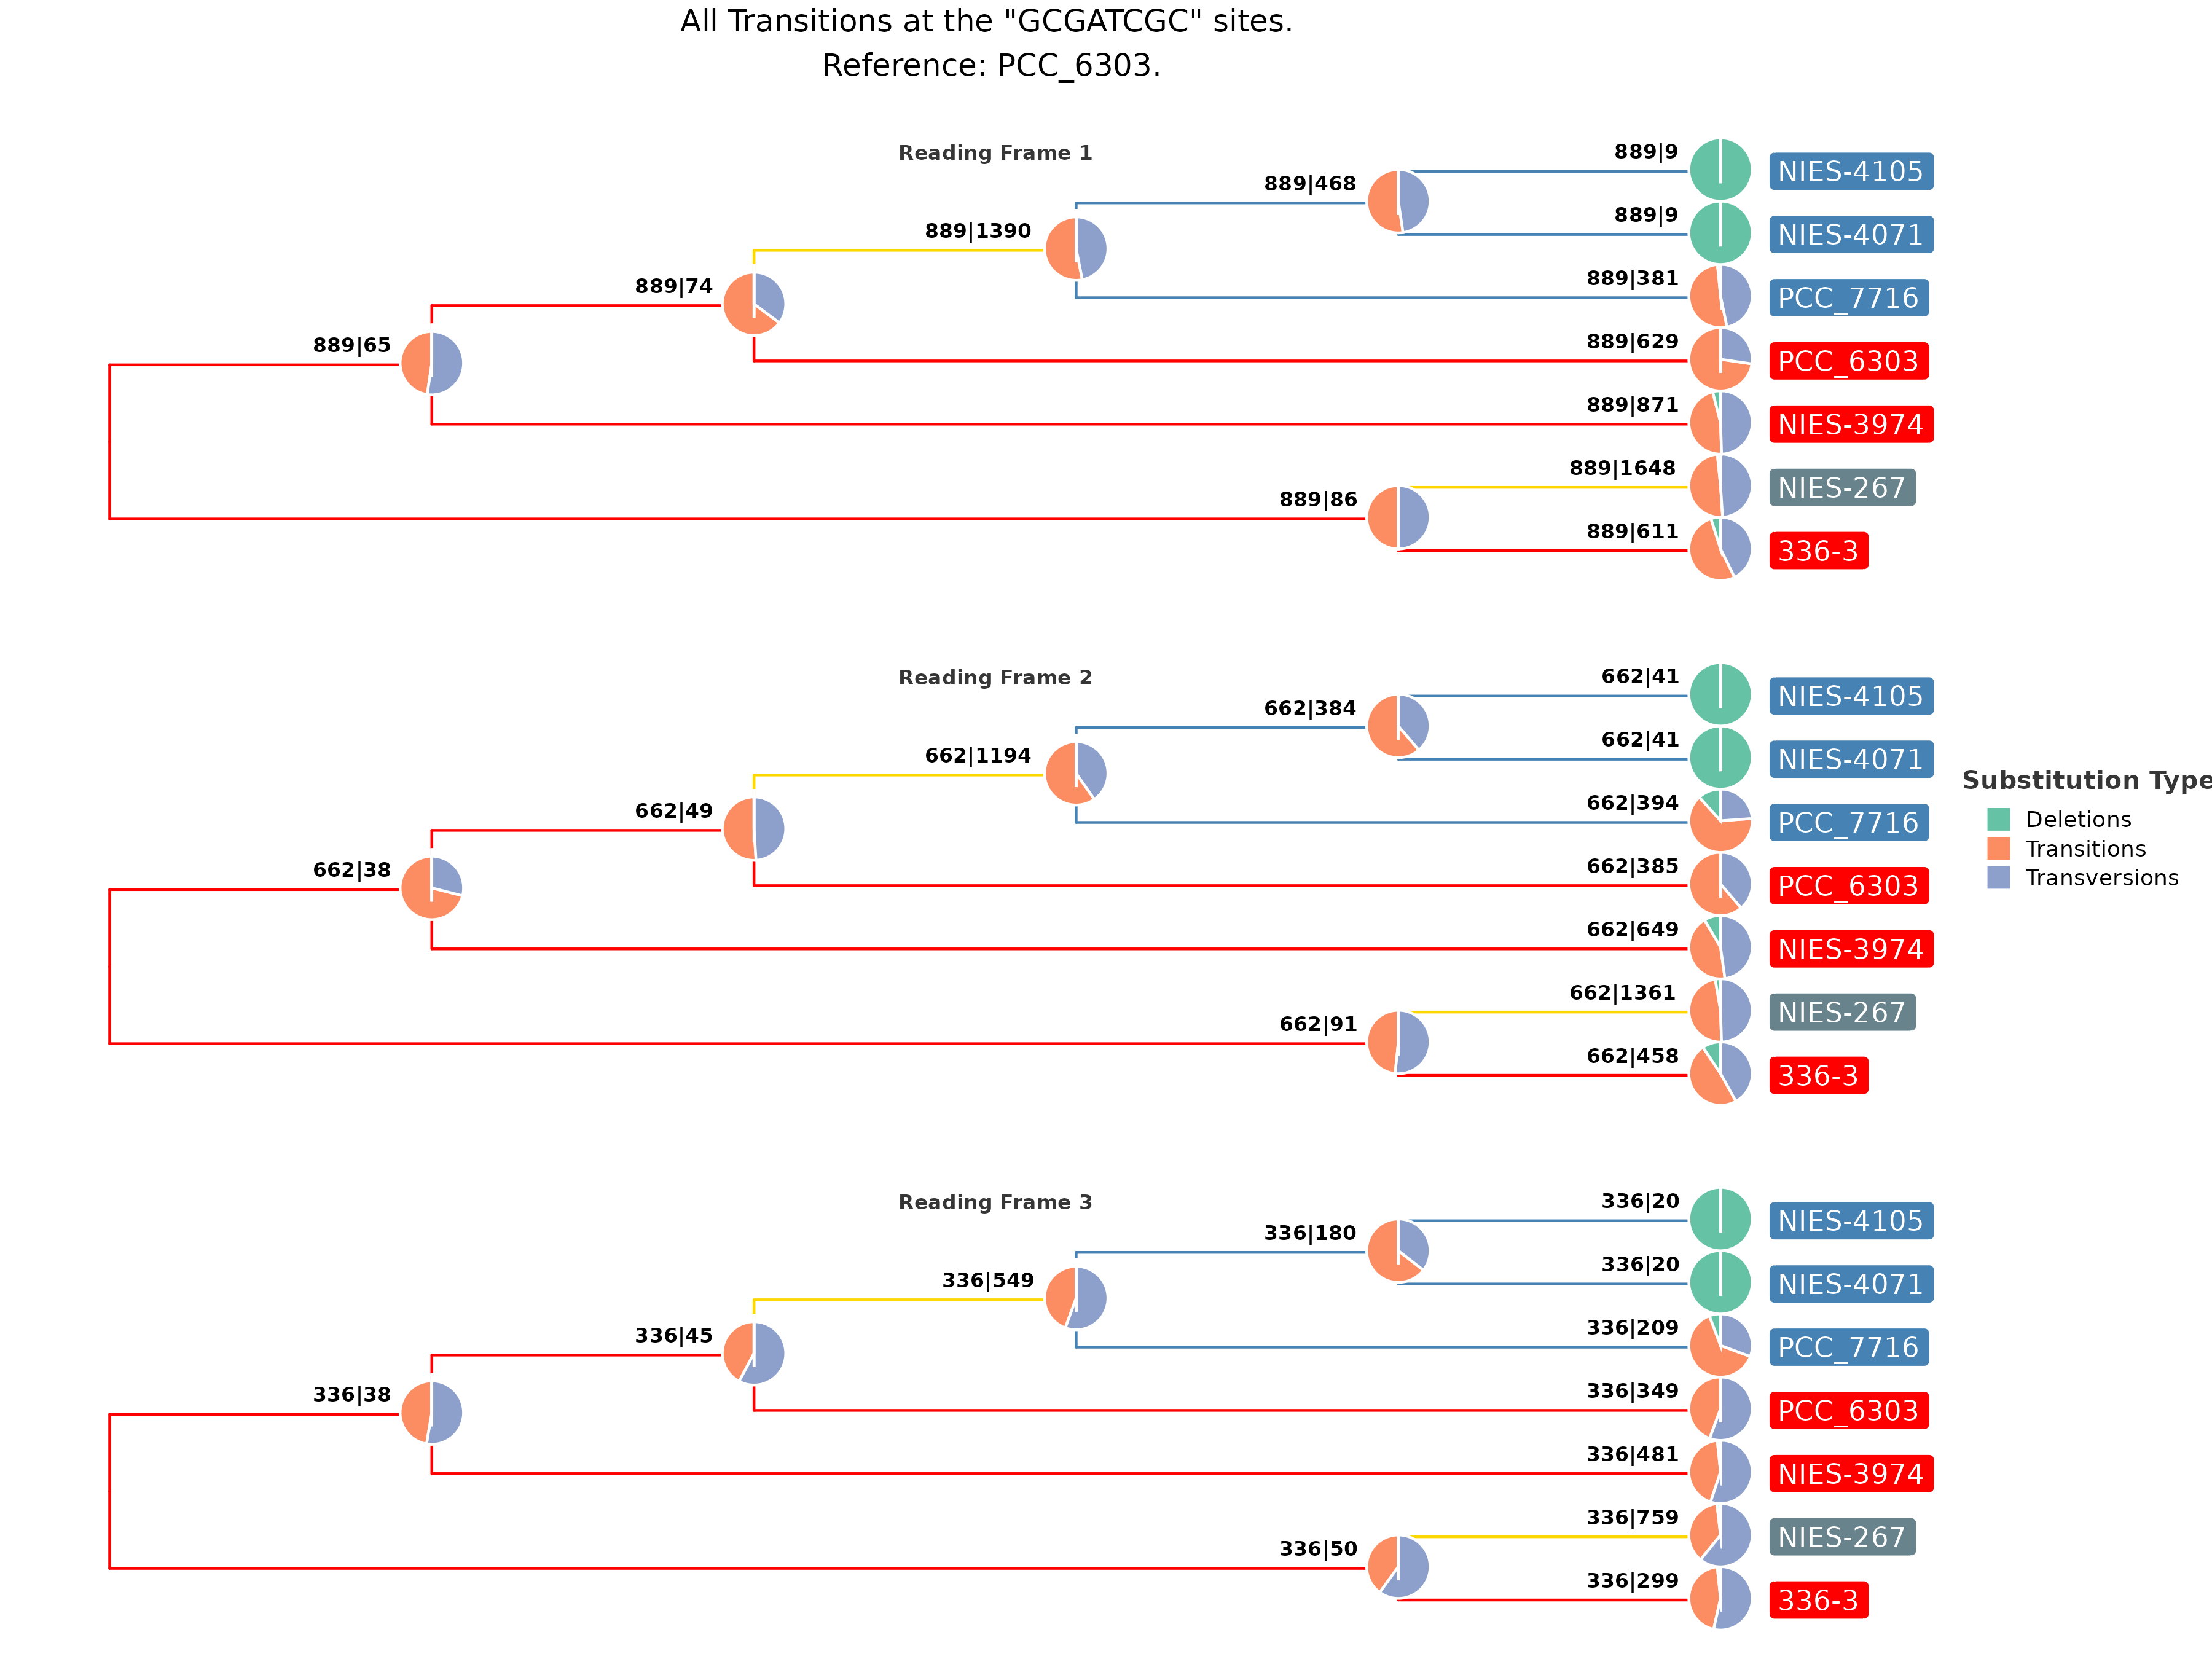 All Transitions at the "GCGATCGC" sites.
Reference: PCC_6303.
Reading Frame 1
889|9
NIES-4105
889|468
889|9
NIES-4071
889|1390
889|381
PCC_7716
889|74
889|629
PCC_6303
889|65
889|871
NIES-3974
889|1648
NIES-267
889|86
889|611
336-3
Reading Frame 2
662|41
NIES-4105
662|384
662|41
NIES-4071
662|1194
662|394
PCC_7716
662|49
662|385
PCC_6303
662|38
662|649
NIES-3974
662|1361
NIES-267
662|91
662|458
336-3
Substitution Type
Deletions
Transitions
Transversions
Reading Frame 3
336|20
NIES-4105
336|180
336|20
NIES-4071
336|549
336|209
PCC_7716
336|45
336|349
PCC_6303
336|38
336|481
NIES-3974
336|759
NIES-267
336|50
336|299
336-3